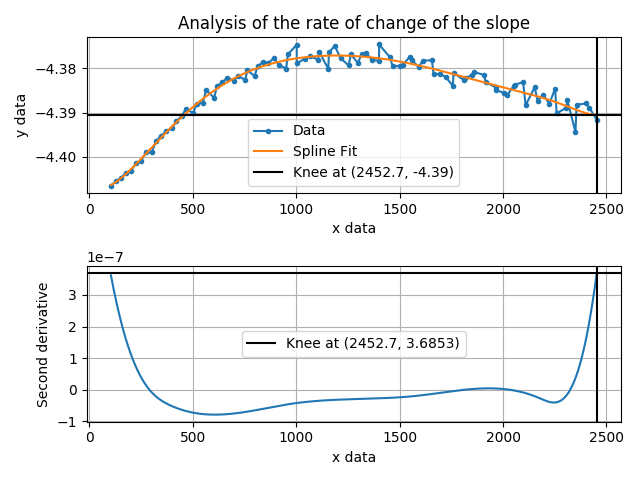 Analysis of the rate of change of the slope
y data
−4.38
−4.39
−4.40
Data
Spline Fit
Knee at (2452.7, -4.39)
0 500 1000 1500 2000 2500
x data
1e−7
Second derivative
3
2
1
0
−1
Knee at (2452.7, 3.6853)
0 500 1000 1500 2000 2500
x data